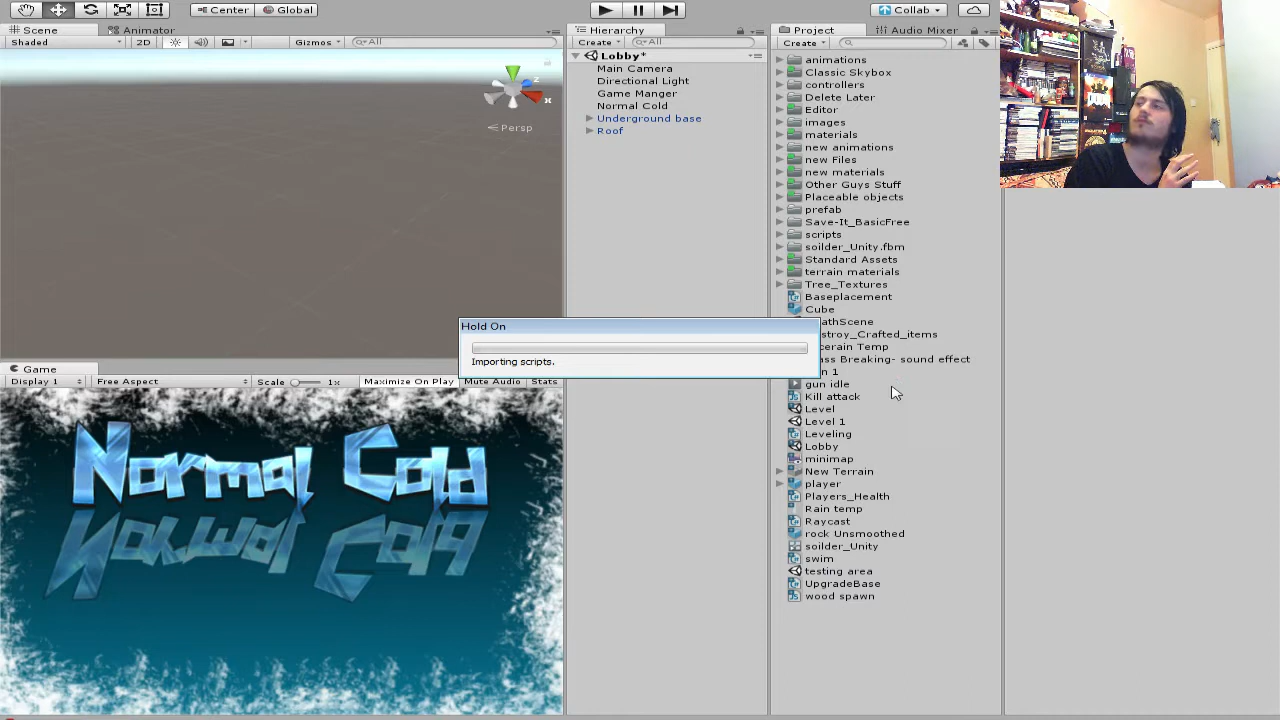 Center
Global
Collab
Scene
Animator
Hierarchy
Project
Audio Mixer
Shaded
2D
Gizmos
All
Create
All
Create
Lobby*
Main Camera
Directional Light
Game Manger
Normal Cold
Underground base
Roof
z
x
Persp
animations
Classic Skybox
controllers
Delete Later
Editor
images
materials
new animations
new Files
new materials
Other Guys Stuff
Placeable objects
prefab
Save-It_BasicFree
scripts
soilder_Unity.fbm
Standard Assets
terrain materials
Tree_Textures
Baseplacement
Cube
Hold On
Importing scripts.
gun idle
Kill attack
Level
Level 1
Leveling
Lobby
minimap
New Terrain
player
Players_Health
Rain temp
Raycast
rock Unsmoothed
soilder_Unity
swim
testing area
UpgradeBase
wood spawn
Game
Display 1
Free Aspect
Scale
1x
Maximize On Play
Mute Audio
Stats
Normal Cold